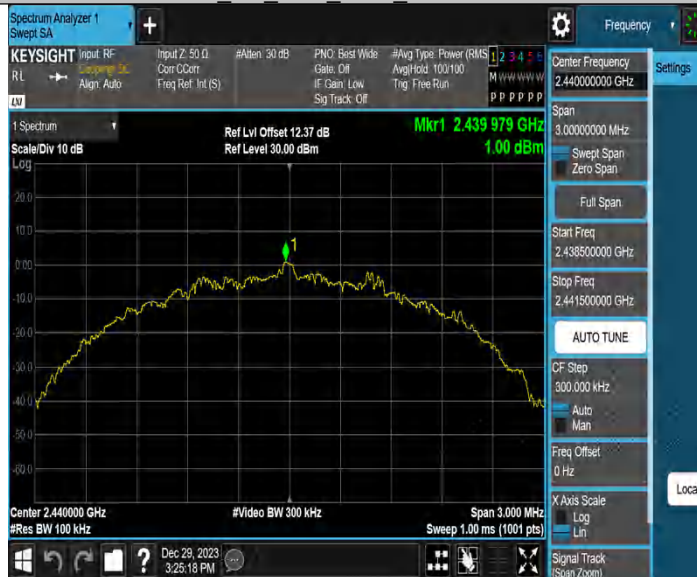 Spectrum Analyzer 1
Swept SA
+
Frequency
KEYSIGHT
Input: RF
Coupling: DC
Align: Auto
Input Z: 50 Ω
Corr CCorr
Freq Ref: Int (S)
#Atten: 30 dB
PNO: Best Wide
Gate: Off
IF Gain: Low
Sig Track: Off
#Avg Type: Power (RMS
Avg|Hold: 100/100
Trig: Free Run
1 2 3 4 5 6
M W W W W W
P P P P P P
RL
LXI
1 Spectrum
Scale/Div 10 dB
Ref Lvl Offset 12.37 dB
Ref Level 30.00 dBm
Mkr1 2.439 979 GHz
1.00 dBm
Log
20.0
10.0
0.00
-10.0
-20.0
-30.0
-40.0
-50.0
-60.0
1
Center 2.440000 GHz
#Res BW 100 kHz
#Video BW 300 kHz
Span 3.000 MHz
Sweep 1.00 ms (1001 pts)
Dec 29, 2023
3:25:18 PM
Center Frequency
2.440000000 GHz
Span
3.00000000 MHz
Swept Span
Zero Span
Full Span
Start Freq
2.438500000 GHz
Stop Freq
2.441500000 GHz
AUTO TUNE
CF Step
300.000 kHz
Auto
Man
Freq Offset
0 Hz
X Axis Scale
Log
Lin
Signal Track
(Span Zoom)
Settings
Loca